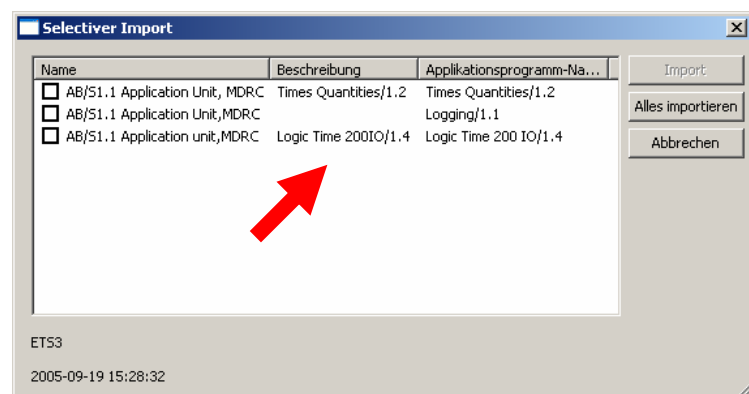 Selectiver Import
Name Beschreibung Applikationsprogramm-Na...
AB/S1.1 Application Unit, MDRC Times Quantities/1.2 Times Quantities/1.2
AB/S1.1 Application unit,MDRC Logging/1.1
AB/S1.1 Application unit,MDRC Logic Time 200IO/1.4 Logic Time 200 IO/1.4
Import
Alles importieren
Abbrechen
ETS3
2005-09-19 15:28:32